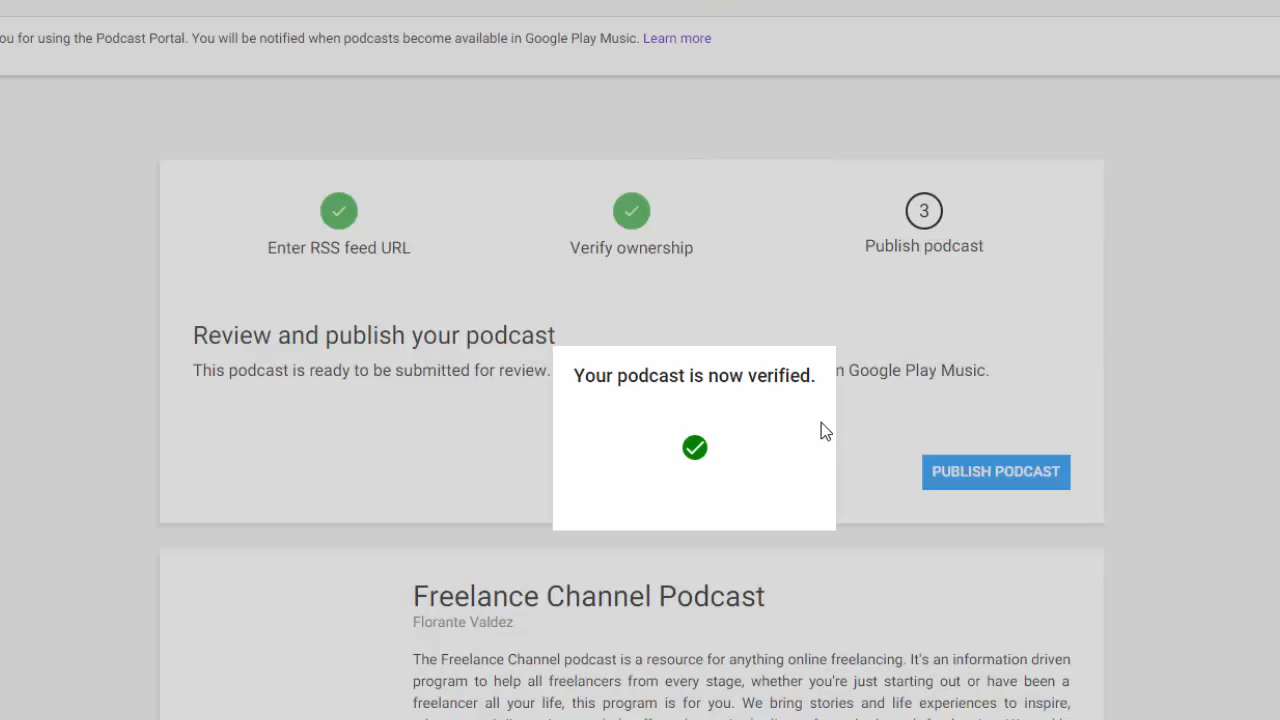 ou for using the Podcast Portal. You will be notified when podcasts become available in Google Play Music. Learn more
3
Enter RSS feed URL
Verify ownership
Publish podcast
Review and publish your podcast
This podcast is ready to be submitted for review.
n Google Play Music.
Your podcast is now verified.
PUBLISH PODCAST
Freelance Channel Podcast
Florante Valdez
The Freelance Channel podcast is a resource for anything online freelancing. It's an information driven
program to help all freelancers from every stage, whether you're just starting out or have been a
freelancer all your life, this program is for you. We bring stories and life experiences to inspire,